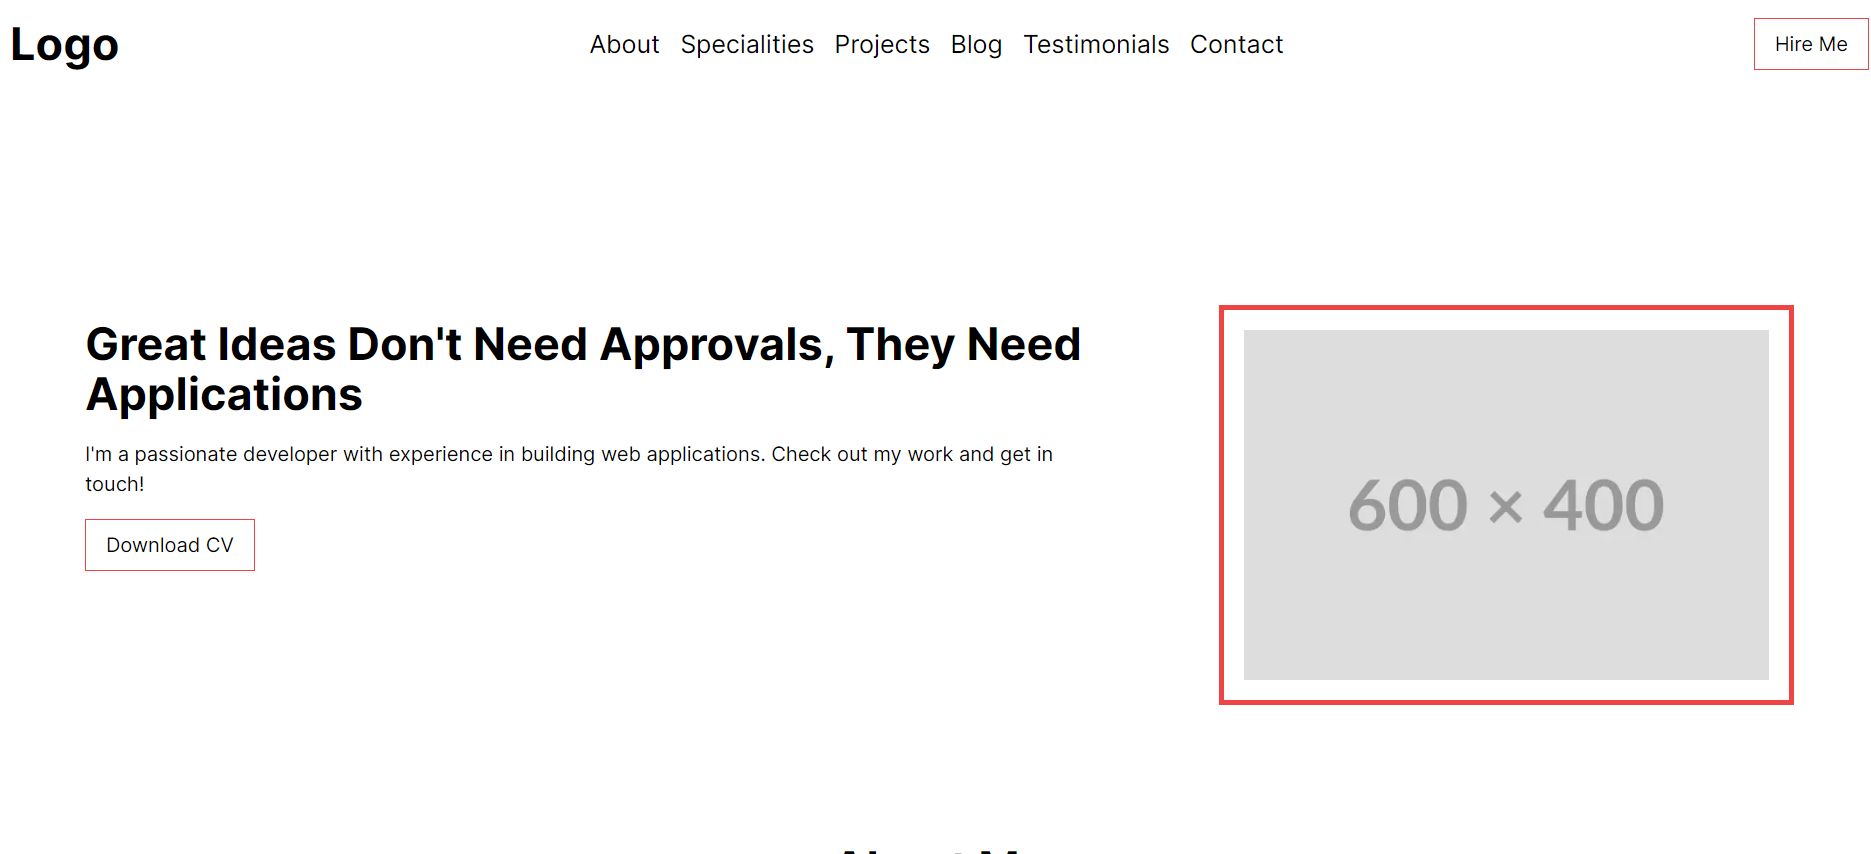 Logo
About Specialities Projects Blog Testimonials Contact
Hire Me
Great Ideas Don't Need Approvals, They Need
Applications
I'm a passionate developer with experience in building web applications. Check out my work and get in
touch!
Download CV
600 × 400